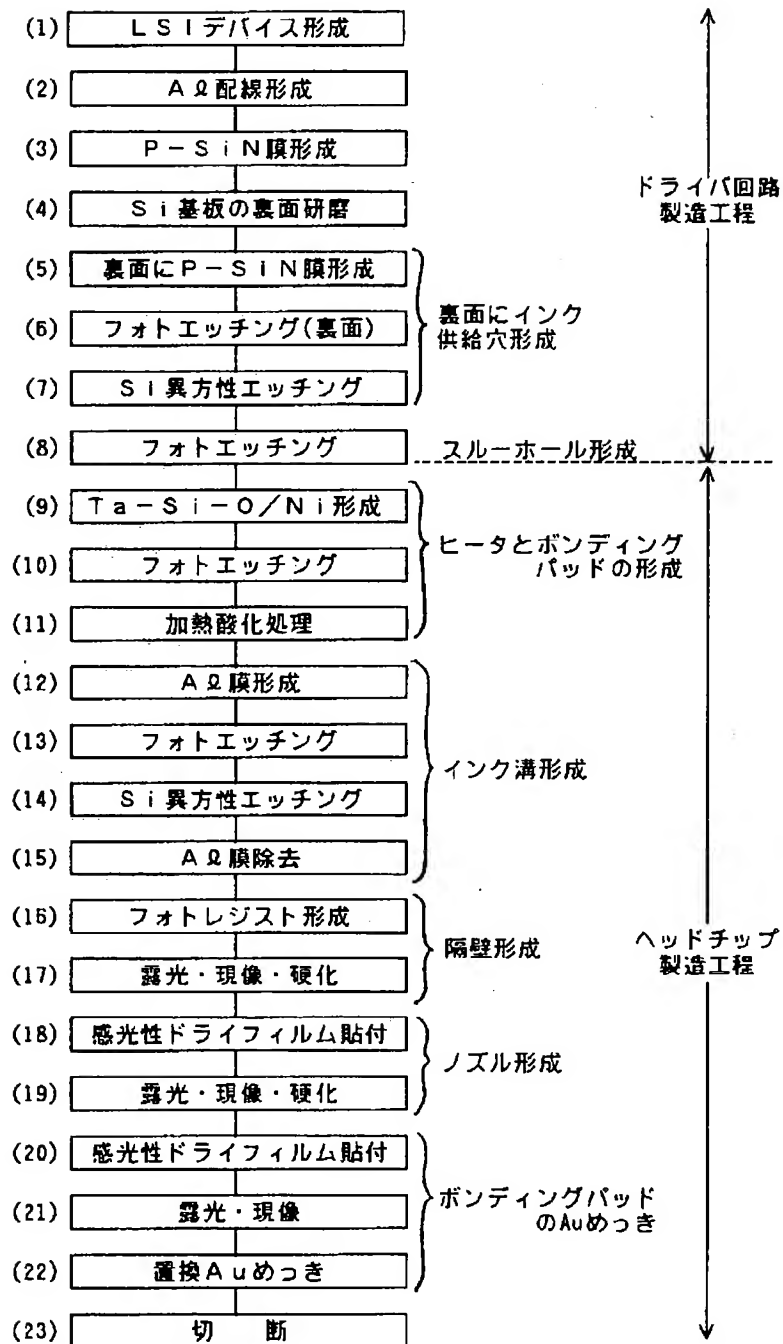 (1) LSIデバイス形成
(2) Aℓ配線形成
(3) P-SiN膜形成
ドライバ回路
製造工程
(4) Si基板の裏面研磨
(5) 裏面にP-SiN膜形成
(6) フォトエッチング(裏面)
裏面にインク
供給穴形成
(7) Si異方性エッチング
(8) フォトエッチング
スルーホール形成
(9) Ta-Si-O/Ni形成
(10) フォトエッチング
ヒータとボンディング
パッドの形成
(11) 加熱酸化処理
(12) Aℓ膜形成
(13) フォトエッチング
インク溝形成
(14) Si異方性エッチング
(15) Aℓ膜除去
(16) フォトレジスト形成
隔壁形成
ヘッドチップ
製造工程
(17) 露光・現像・硬化
(18) 感光性ドライフィルム貼付
ノズル形成
(19) 露光・現像・硬化
(20) 感光性ドライフィルム貼付
(21) 露光・現像
ボンディングパッド
のAuめっき
(22) 置換Auめっき
(23) 切 断